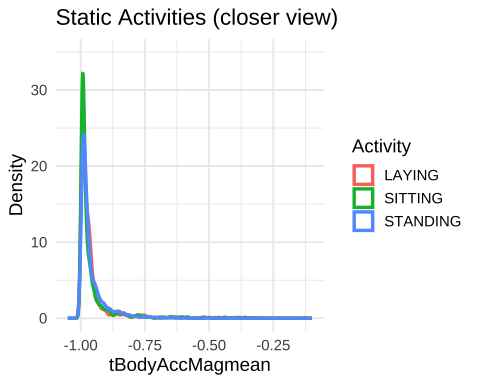 Static Activities (closer view)
30
20
10
0
Density
-1.00 -0.75 -0.50 -0.25
tBodyAccMagmean
Activity
LAYING
SITTING
STANDING